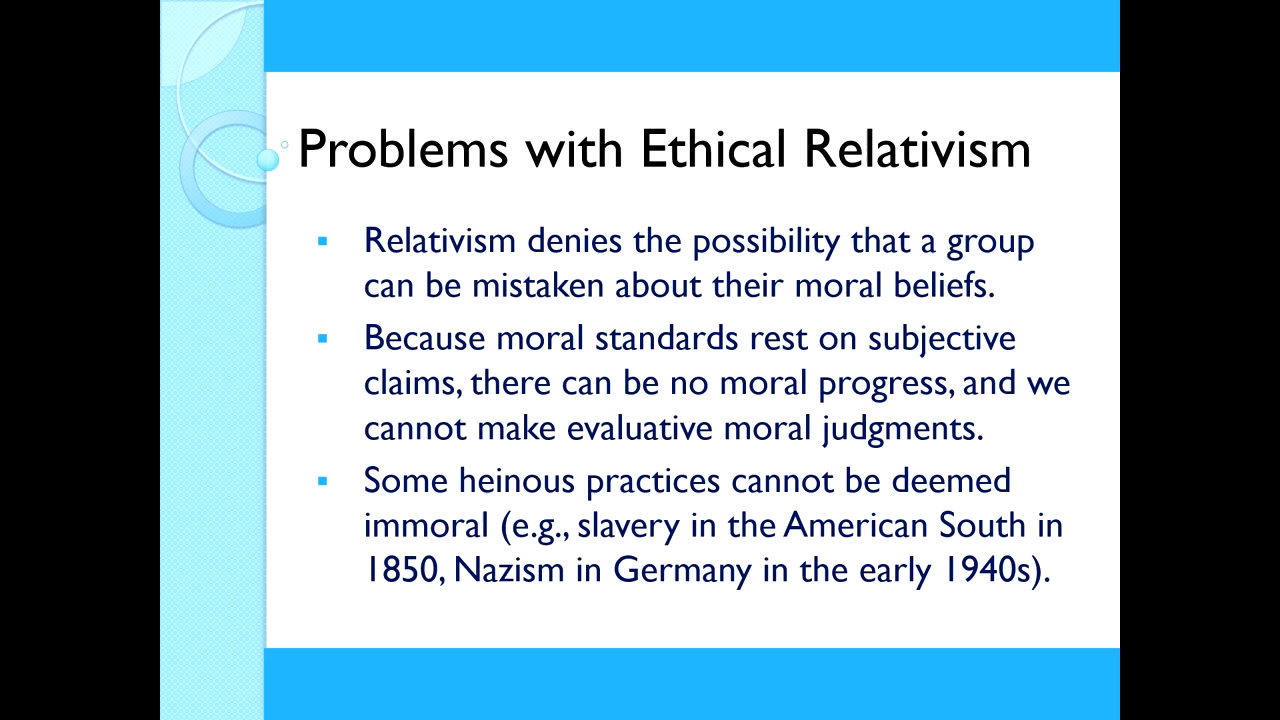 Problems with Ethical Relativism
▪ Relativism denies the possibility that a group
can be mistaken about their moral beliefs.
▪ Because moral standards rest on subjective
claims, there can be no moral progress, and we
cannot make evaluative moral judgments.
▪ Some heinous practices cannot be deemed
immoral (e.g., slavery in the American South in
1850, Nazism in Germany in the early 1940s).